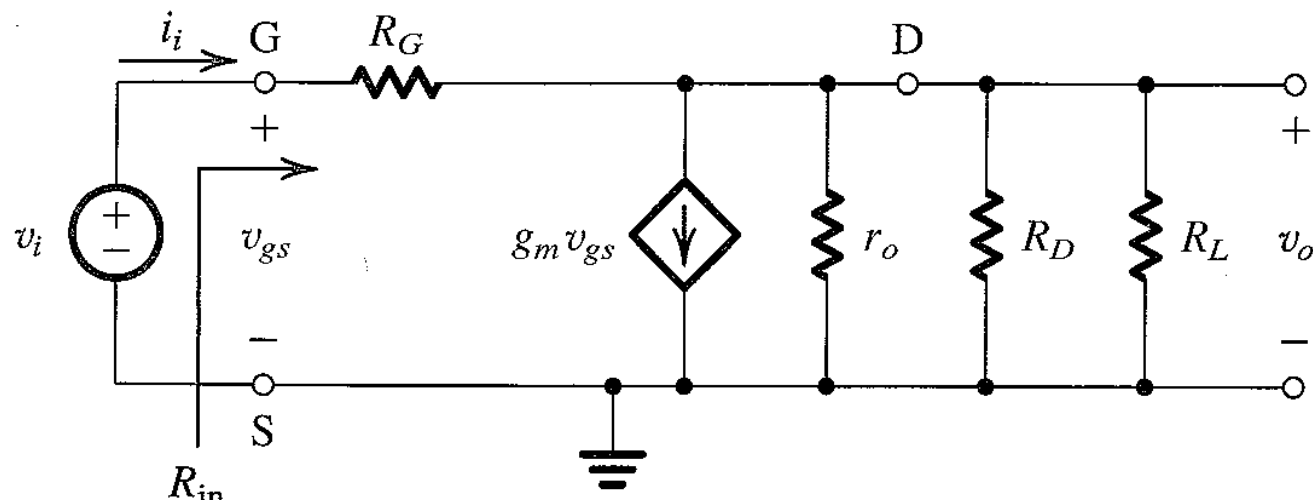 i_i G R_G D
+ +
+ − v_i v_gs g_m v_gs r_o R_D R_L v_o
− −
S
R_in